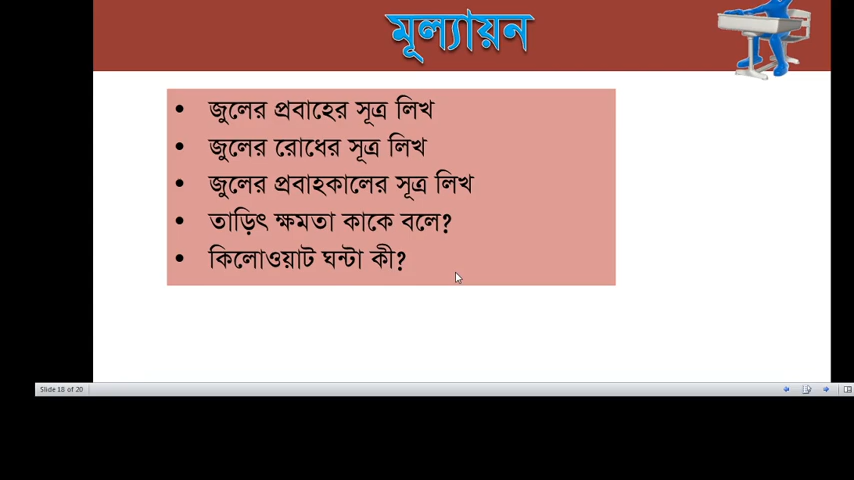 মূল্যায়ন
• জুলের প্রবাহের সূত্র লিখ
• জুলের রোধের সূত্র লিখ
• জুলের প্রবাহকালের সূত্র লিখ
• তাড়িৎ ক্ষমতা কাকে বলে?
• কিলোওয়াট ঘন্টা কী?
Slide 18 of 20